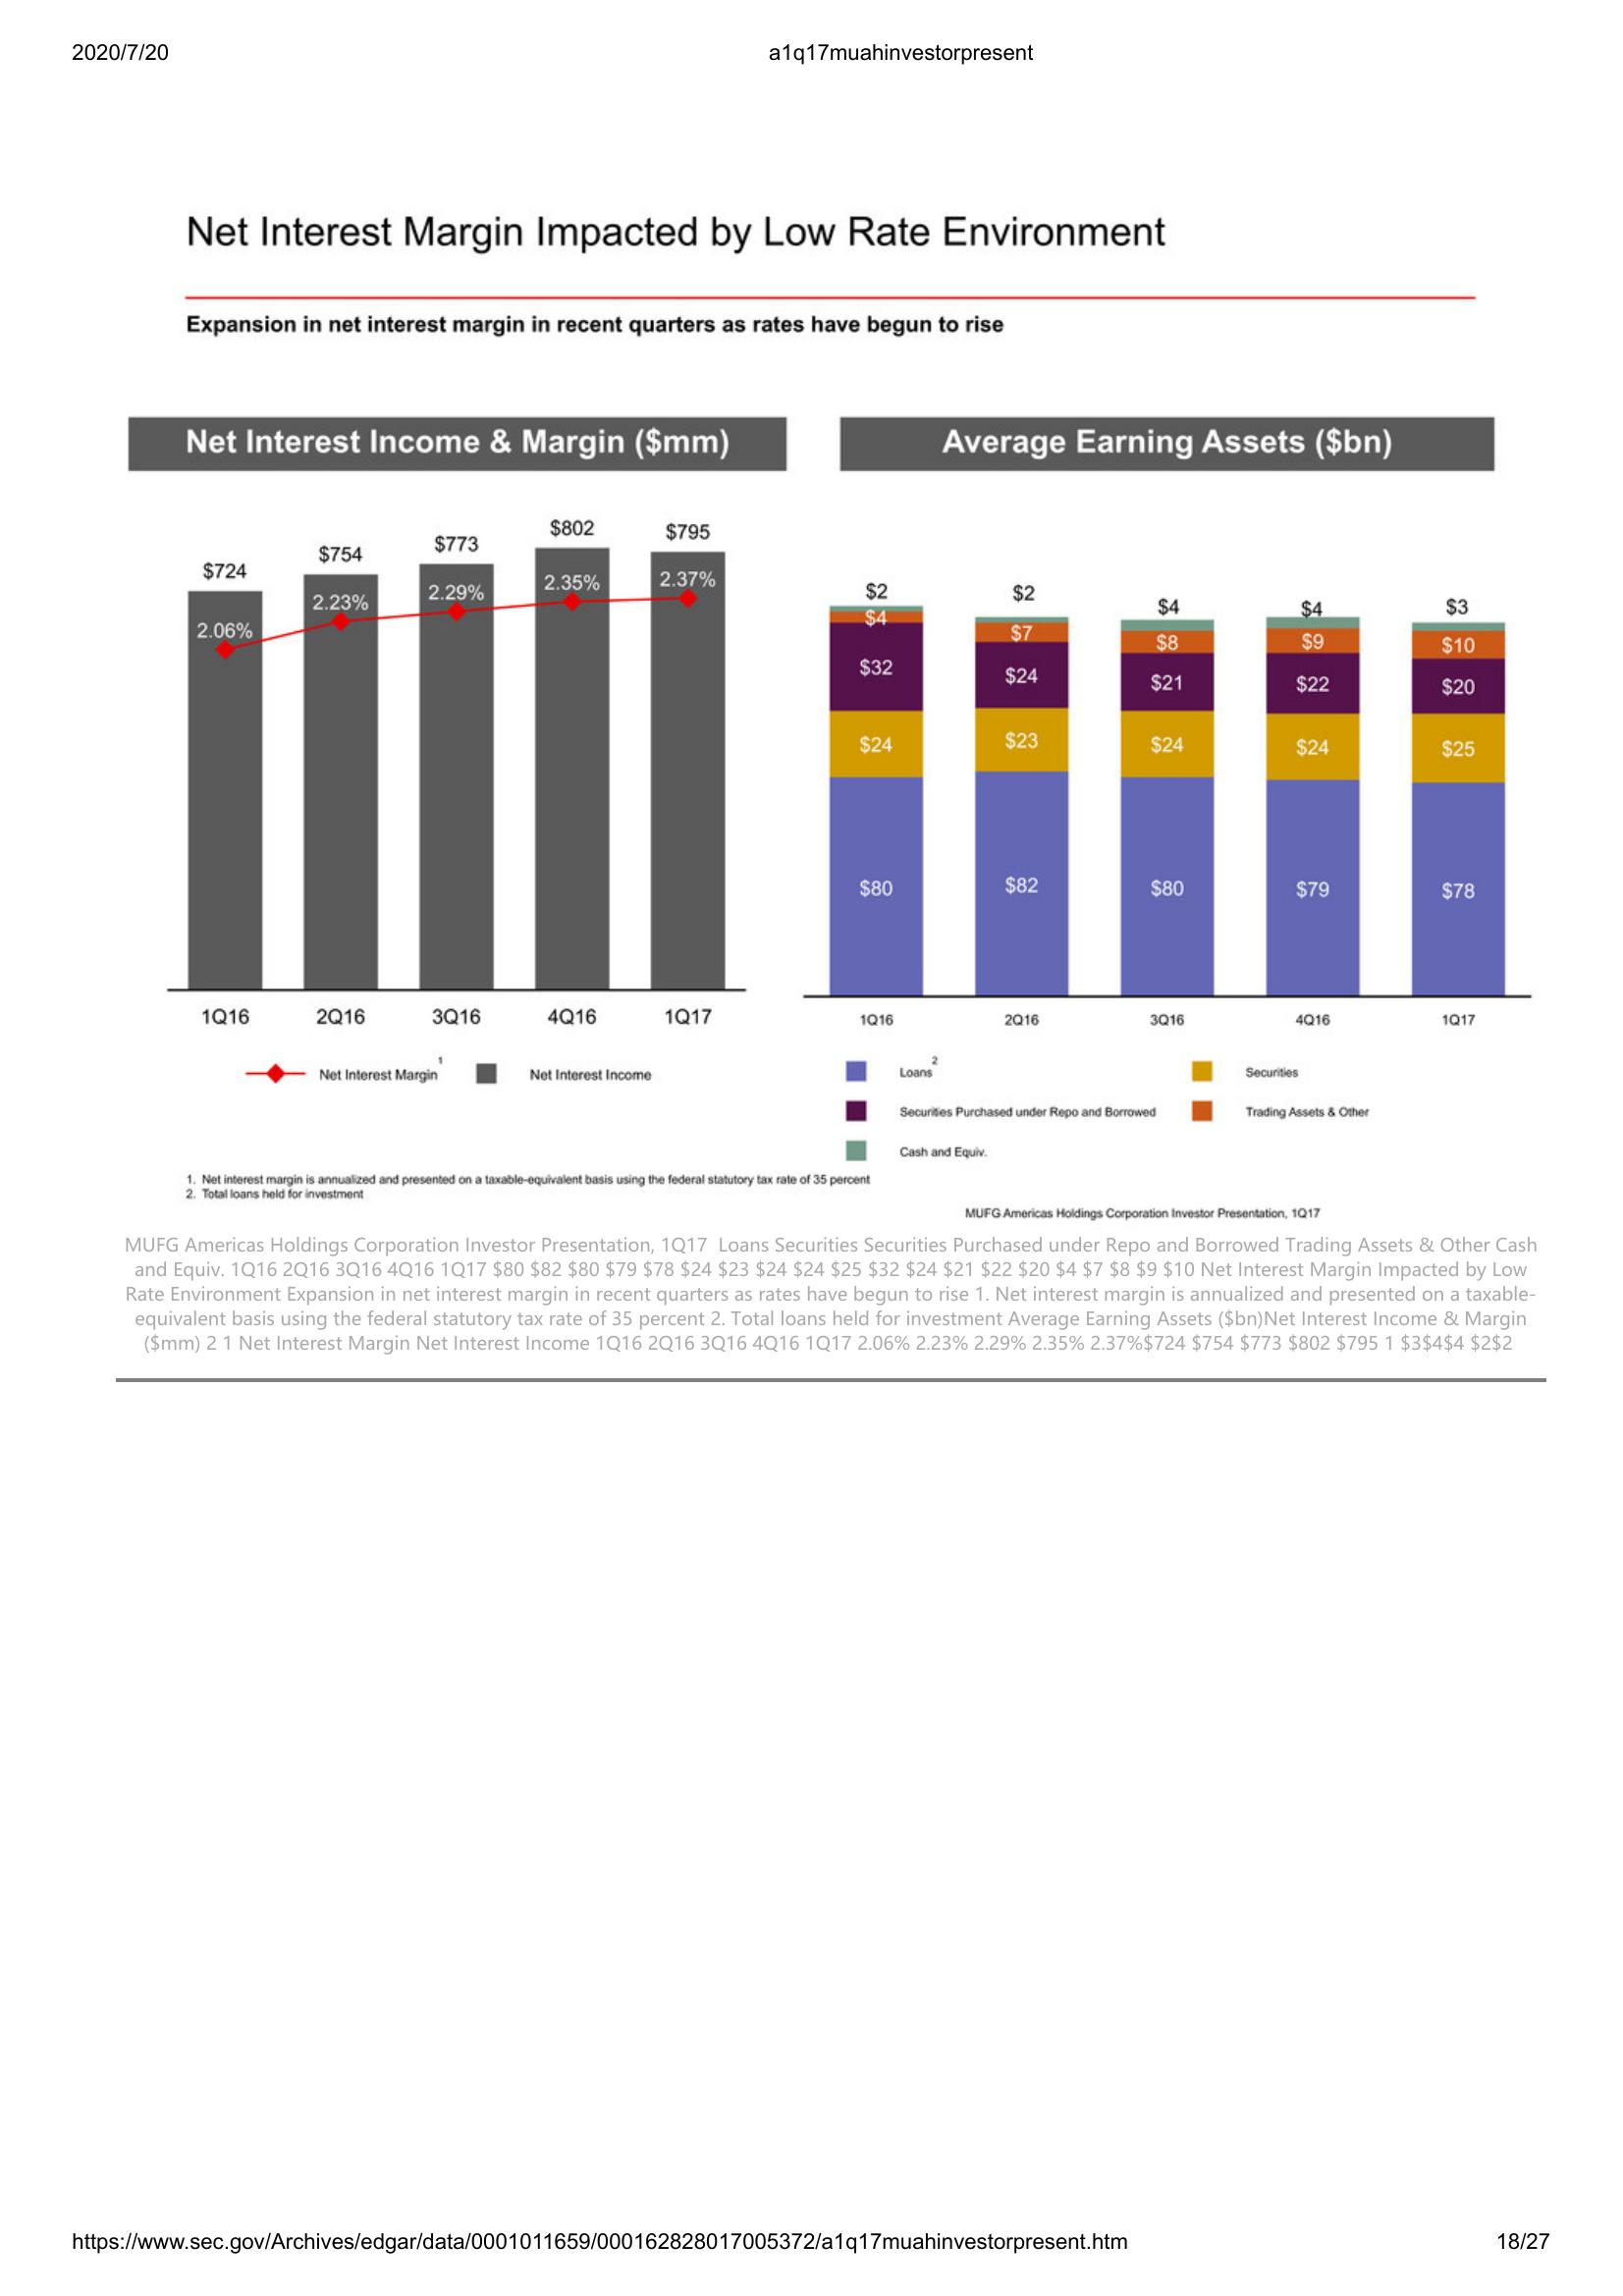 2020/7/20
a1q17muahinvestorpresent
Net Interest Margin Impacted by Low Rate Environment
Expansion in net interest margin in recent quarters as rates have begun to rise
Net Interest Income & Margin ($mm)
$724
$754
$773
$802
$795
2.06%
2.23%
2.29%
2.35%
2.37%
1Q16
2Q16
3Q16
4Q16
1Q17
Net Interest Margin 1
Net Interest Income
Average Earning Assets ($bn)
$2
$2
$4
$4
$3
$4
$7
$8
$9
$10
$32
$24
$21
$22
$20
$24
$23
$24
$24
$25
$80
$82
$80
$79
$78
1Q16
2Q16
3Q16
4Q16
1Q17
Loans 2
Securities
Securities Purchased under Repo and Borrowed
Trading Assets & Other
Cash and Equiv.
1. Net interest margin is annualized and presented on a taxable-equivalent basis using the federal statutory tax rate of 35 percent
2. Total loans held for investment
MUFG Americas Holdings Corporation Investor Presentation, 1Q17
MUFG Americas Holdings Corporation Investor Presentation, 1Q17 Loans Securities Securities Purchased under Repo and Borrowed Trading Assets & Other Cash
and Equiv. 1Q16 2Q16 3Q16 4Q16 1Q17 $80 $82 $80 $79 $78 $24 $23 $24 $24 $25 $32 $24 $21 $22 $20 $4 $7 $8 $9 $10 Net Interest Margin Impacted by Low
Rate Environment Expansion in net interest margin in recent quarters as rates have begun to rise 1. Net interest margin is annualized and presented on a taxable-
equivalent basis using the federal statutory tax rate of 35 percent 2. Total loans held for investment Average Earning Assets ($bn)Net Interest Income & Margin
($mm) 2 1 Net Interest Margin Net Interest Income 1Q16 2Q16 3Q16 4Q16 1Q17 2.06% 2.23% 2.29% 2.35% 2.37%$724 $754 $773 $802 $795 1 $3$4$4 $2$2
https://www.sec.gov/Archives/edgar/data/0001011659/000162828017005372/a1q17muahinvestorpresent.htm
18/27